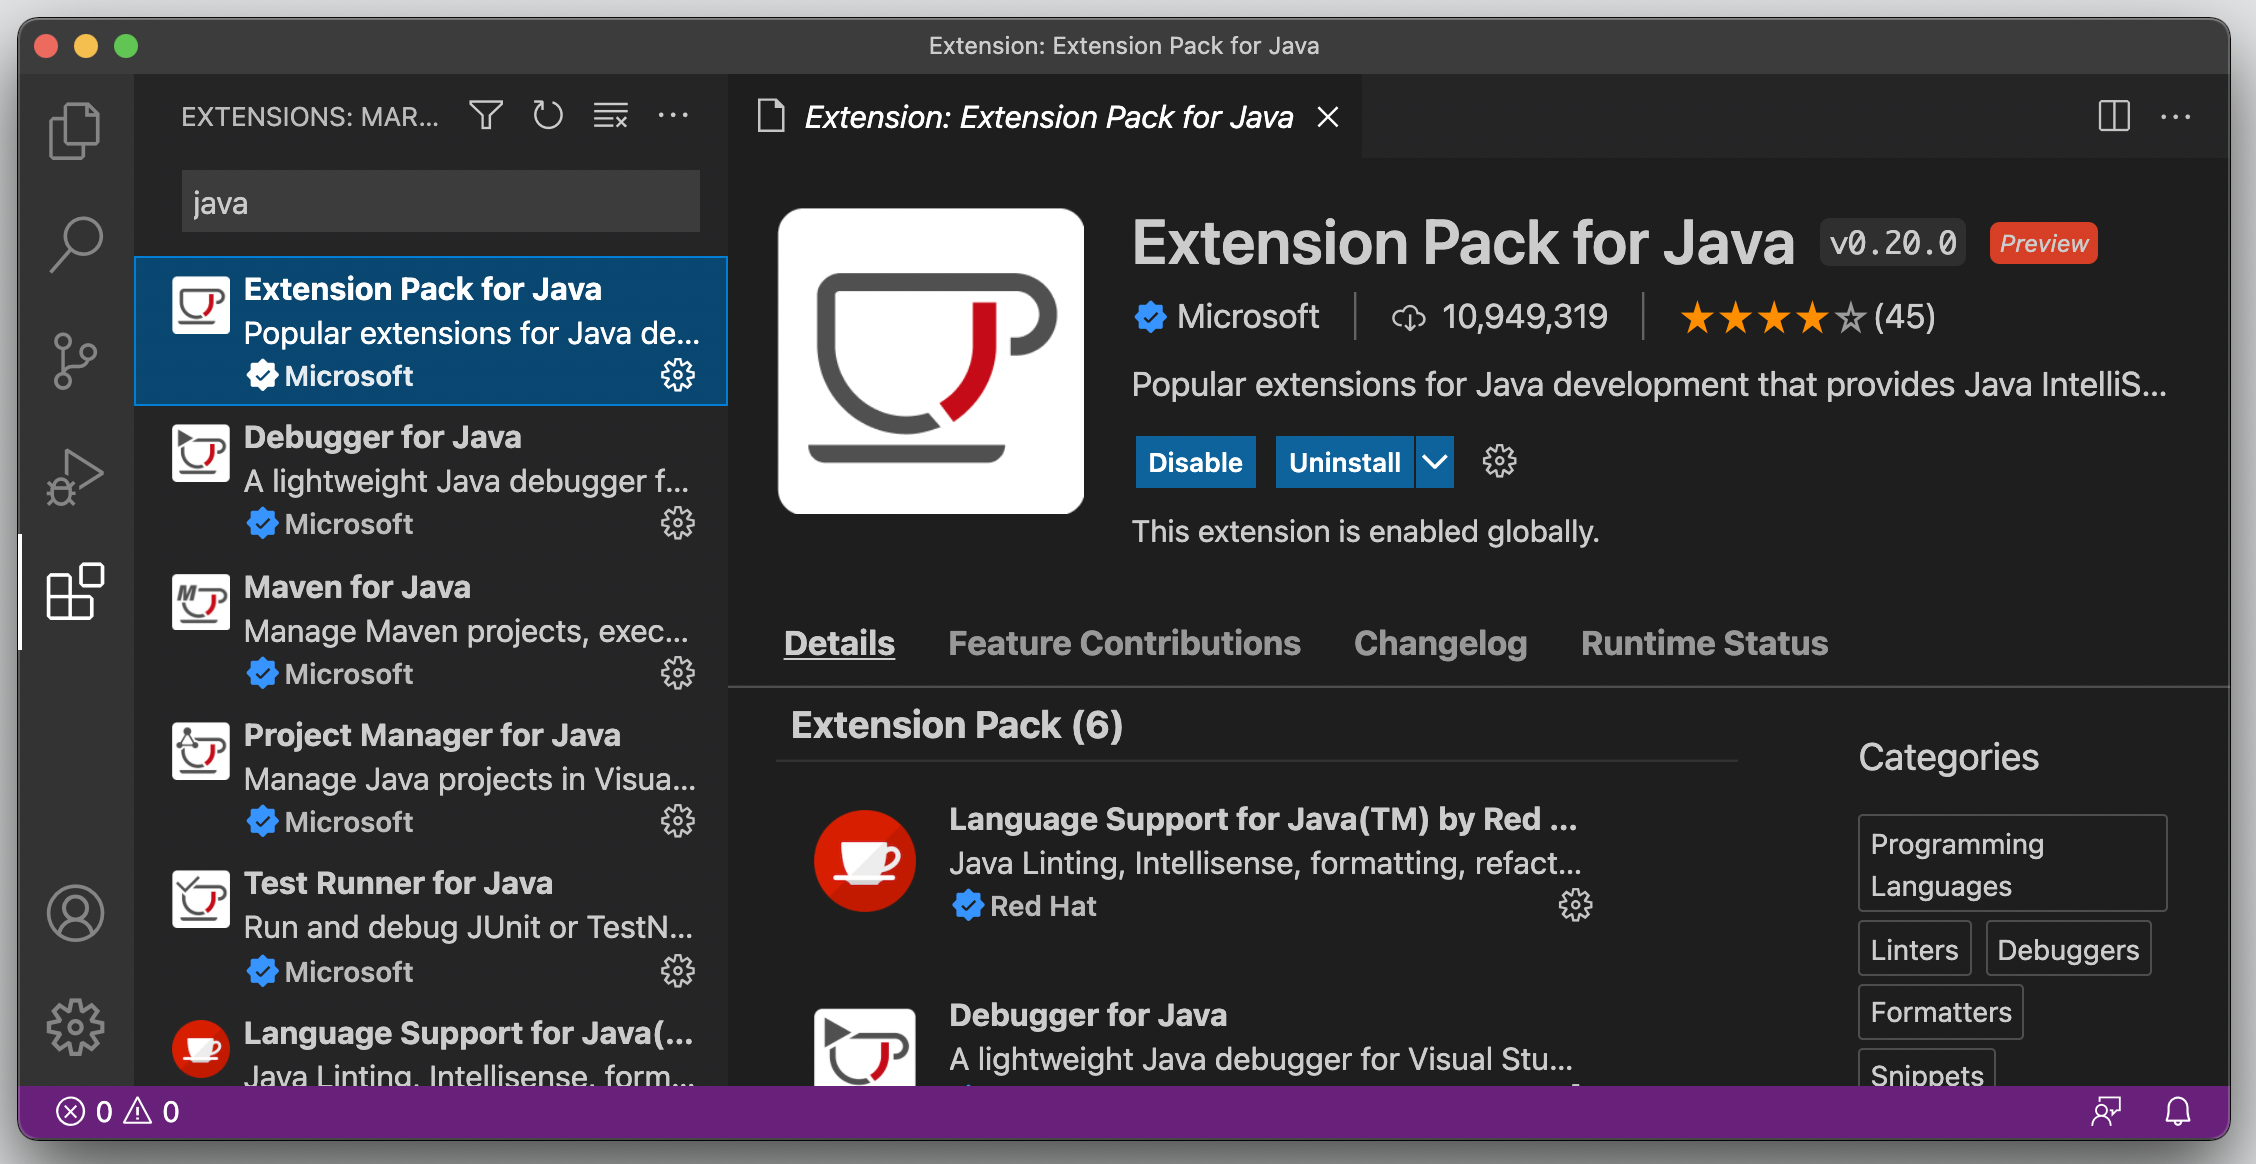 Extension: Extension Pack for Java
EXTENSIONS: MAR...
java
Extension Pack for Java
Popular extensions for Java de...
Microsoft
Debugger for Java
A lightweight Java debugger f...
Microsoft
Maven for Java
Manage Maven projects, exec...
Microsoft
Project Manager for Java
Manage Java projects in Visua...
Microsoft
Test Runner for Java
Run and debug JUnit or TestN...
Microsoft
Language Support for Java(...
Java Linting, Intellisense, form...
Extension: Extension Pack for Java
Extension Pack for Java v0.20.0 Preview
Microsoft 10,949,319 (45)
Popular extensions for Java development that provides Java IntelliS...
Disable Uninstall
This extension is enabled globally.
Details Feature Contributions Changelog Runtime Status
Extension Pack (6)
Language Support for Java(TM) by Red ...
Java Linting, Intellisense, formatting, refact...
Red Hat
Debugger for Java
A lightweight Java debugger for Visual Stu...
Categories
Programming
Languages
Linters Debuggers
Formatters
Snippets
0 0